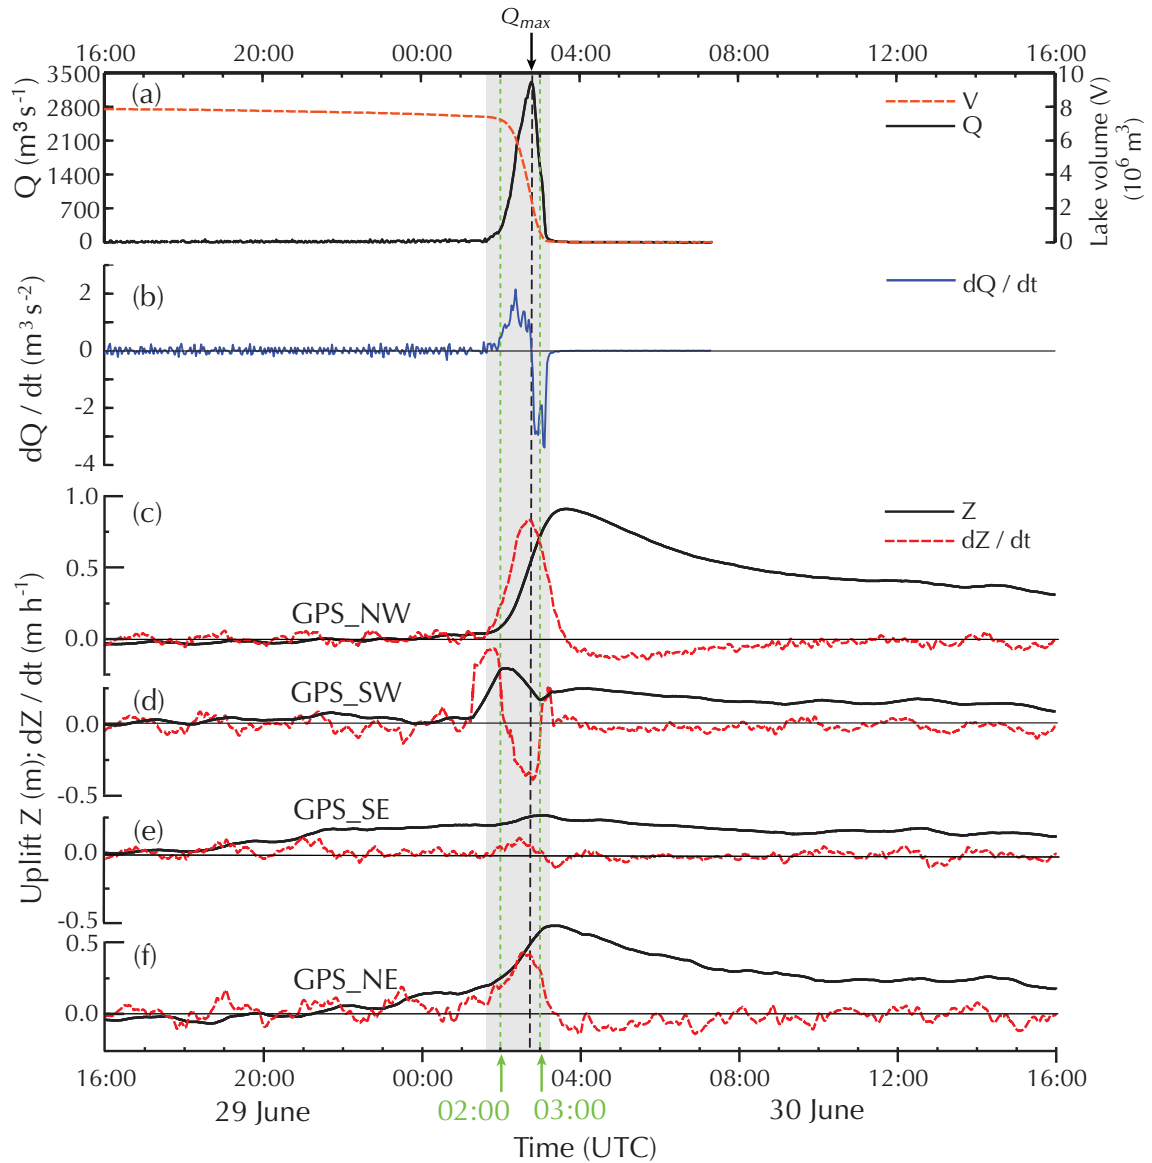 Qmax
16:00 20:00 00:00 04:00 08:00 12:00 16:00
3500
2800
2100
1400
700
0
Q (m³ s⁻¹)
(a)
V
Q
10
8
6
4
2
0
Lake volume (V)
(10⁶ m³)
2
0
-2
-4
dQ / dt (m³ s⁻²)
(b)
dQ / dt
1.0
0.5
0.0
(c)
Z
dZ / dt
GPS_NW
Uplift Z (m); dZ / dt (m h⁻¹)
(d)
GPS_SW
0.0
-0.5
GPS_SE
(e)
0.0
-0.5
0.5
(f)
GPS_NE
0.0
16:00 20:00 00:00 04:00 08:00 12:00 16:00
29 June 02:00 03:00 30 June
Time (UTC)